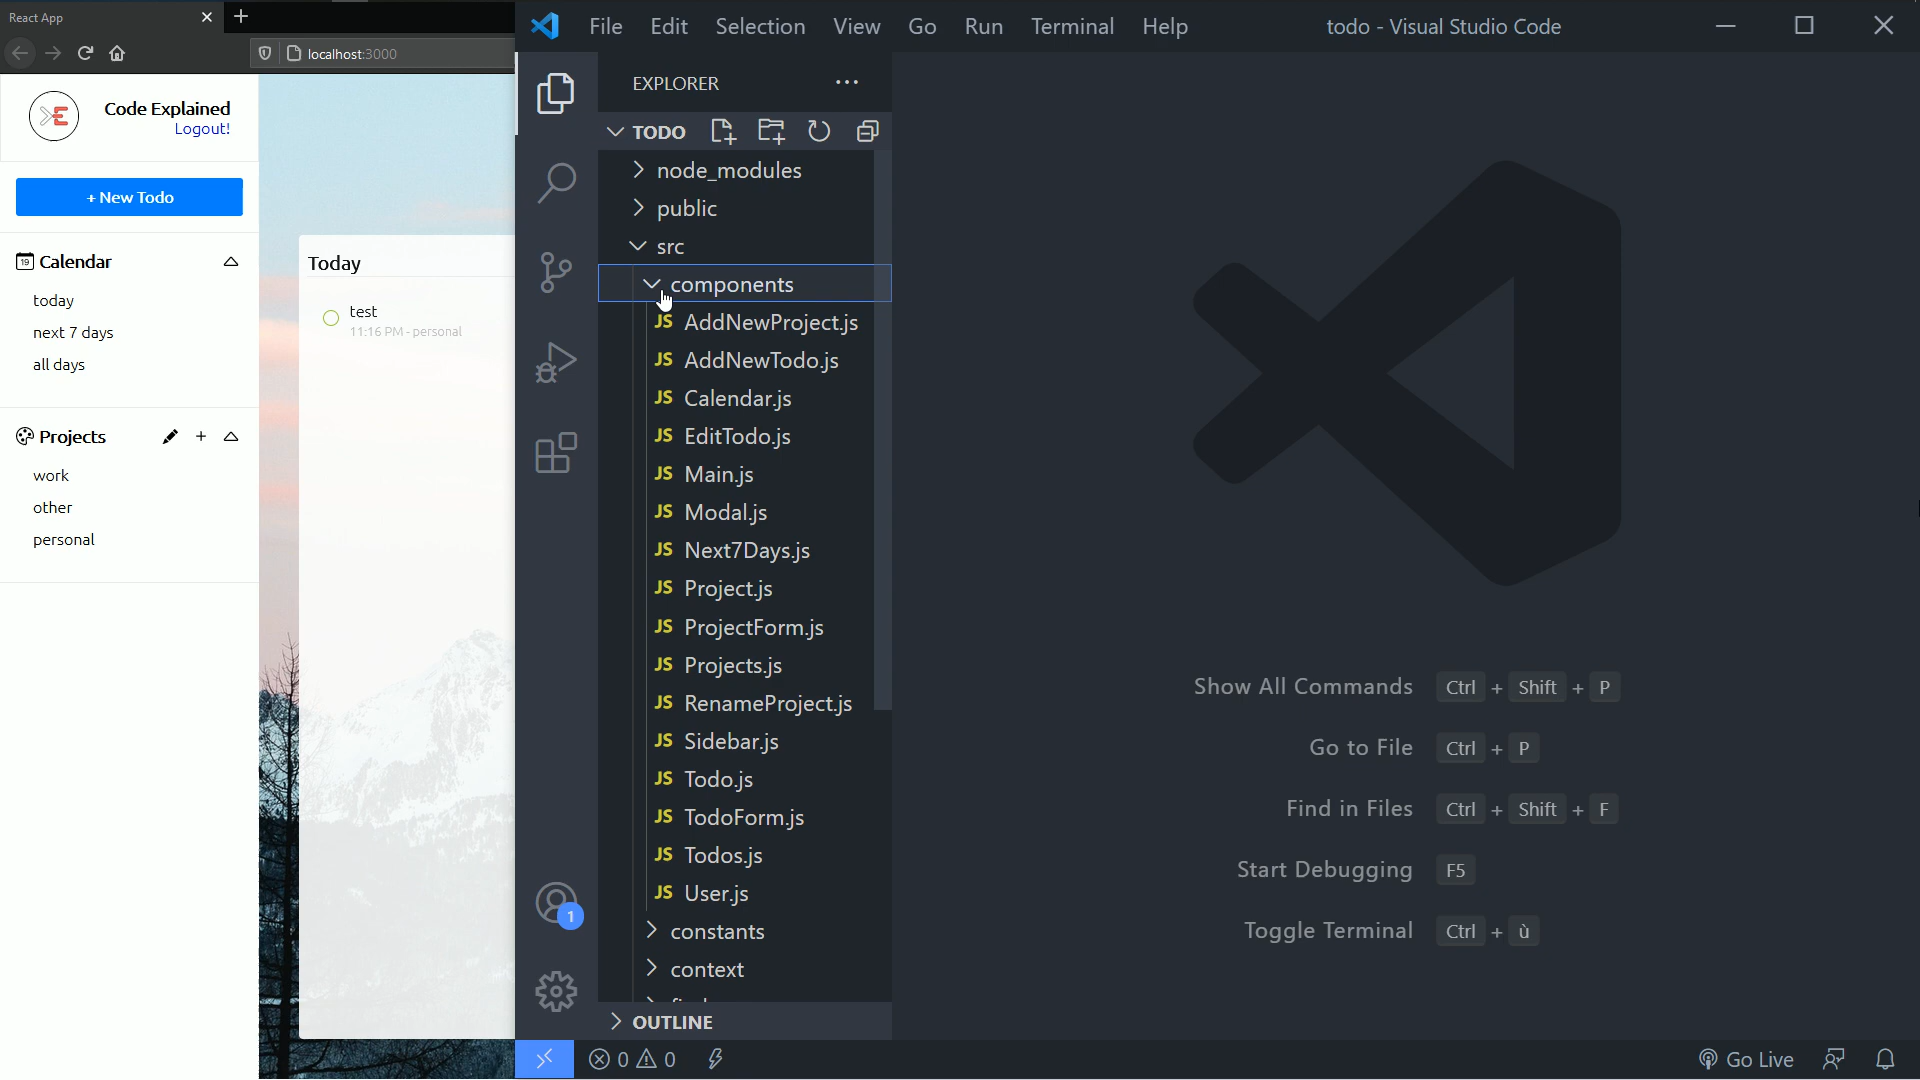 React App
localhost:3000
Code Explained
Logout!
+ New Todo
19 Calendar
today
next 7 days
all days
Projects
work
other
personal
Today
test
11:16 PM - personal
File Edit Selection View Go Run Terminal Help
todo - Visual Studio Code
EXPLORER
TODO
node_modules
public
src
components
JS AddNewProject.js
JS AddNewTodo.js
JS Calendar.js
JS EditTodo.js
JS Main.js
JS Modal.js
JS Next7Days.js
JS Project.js
JS ProjectForm.js
JS Projects.js
JS RenameProject.js
JS Sidebar.js
JS Todo.js
JS TodoForm.js
JS Todos.js
JS User.js
constants
context
OUTLINE
1
Show All Commands Ctrl + Shift + P
Go to File Ctrl + P
Find in Files Ctrl + Shift + F
Start Debugging F5
Toggle Terminal Ctrl + ù
0 0
Go Live